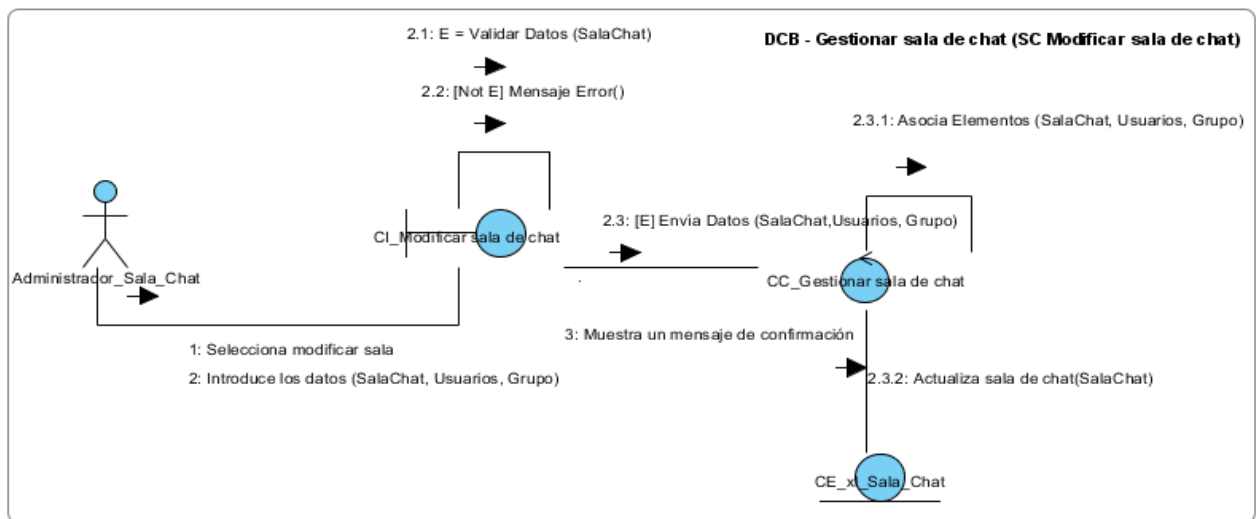 2.1: E = Validar Datos (SalaChat)
DCB - Gestionar sala de chat (SC Modificar sala de chat)
2.2: [Not E] Mensaje Error()
2.3.1: Asocia Elementos (SalaChat, Usuarios, Grupo)
2.3: [E] Envía Datos (SalaChat,Usuarios, Grupo)
CI_Modificar sala de chat
Administrador_Sala_Chat
CC_Gestionar sala de chat
3: Muestra un mensaje de confirmación
1: Selecciona modificar sala
2: Introduce los datos (SalaChat, Usuarios, Grupo)
2.3.2: Actualiza sala de chat(SalaChat)
CE_xl_Sala_Chat